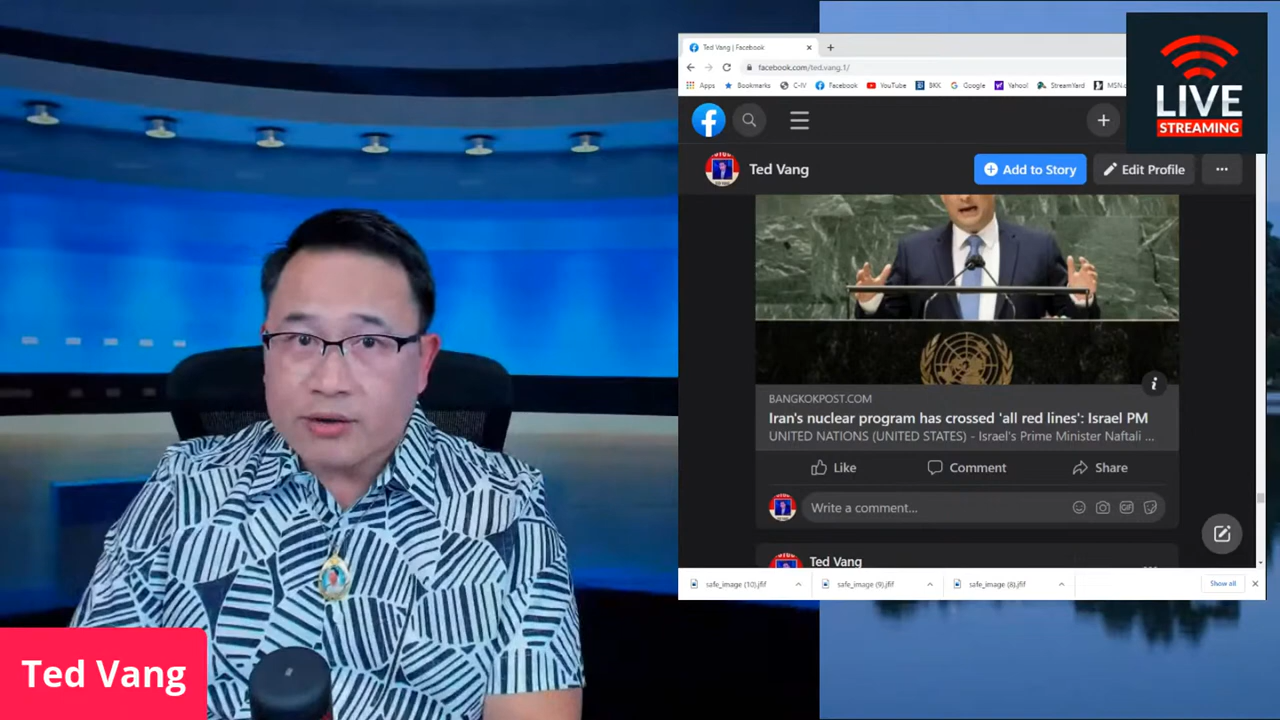 Ted Vang | Facebook
facebook.com/ted.vang.1/
Apps Bookmarks C-IV Facebook YouTube BKK Google Yahoo! StreamYard
LIVE
STREAMING
Ted Vang
Add to Story
Edit Profile
BANGKOKPOST.COM
Iran's nuclear program has crossed 'all red lines': Israel PM
UNITED NATIONS (UNITED STATES) - Israel's Prime Minister Naftali ...
Like Comment Share
Write a comment...
GIF
Ted Vang
safe_image (10).jfif safe_image (9).jfif safe_image (8).jfif Show all
Ted Vang